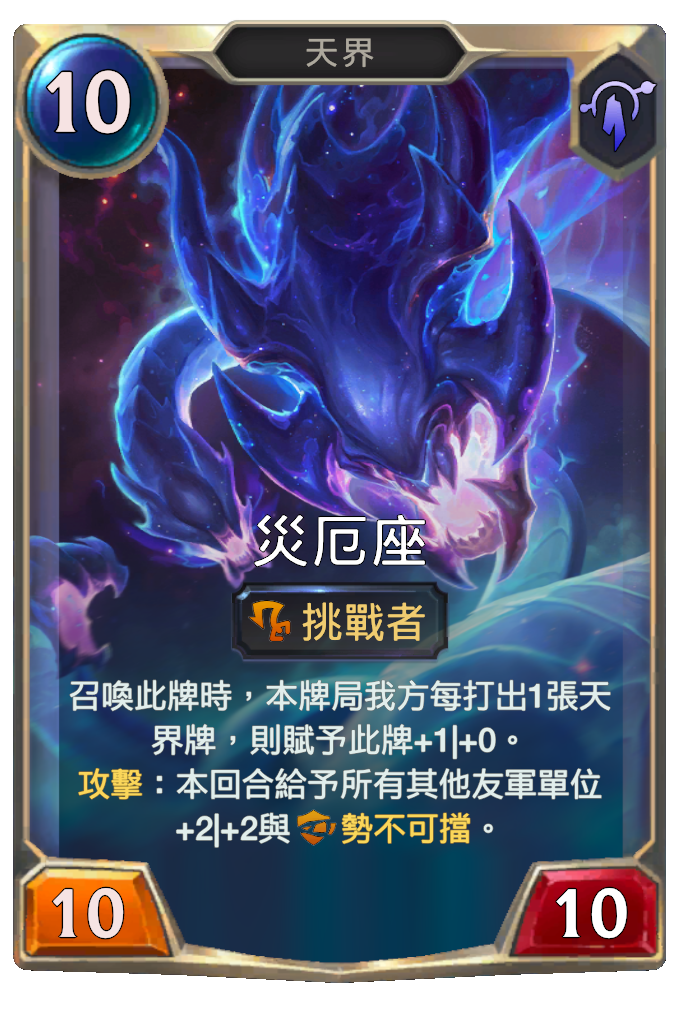 天界
10
災厄座
挑戰者
召喚此牌時，本牌局我方每打出1張天
界牌，則賦予此牌+1|+0。
攻擊：本回合給予所有其他友軍單位
+2|+2與勢不可擋。
10
10